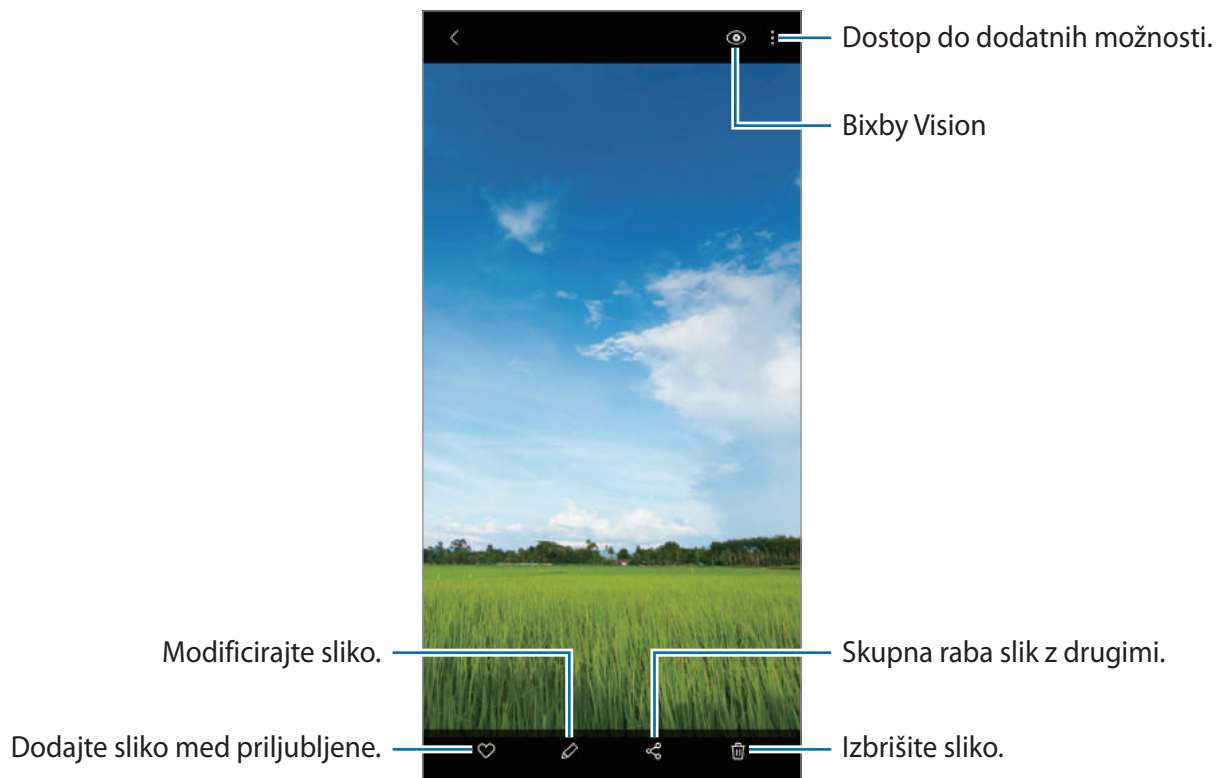 Dostop do dodatnih možnosti.
Bixby Vision
Modificirajte sliko.
Skupna raba slik z drugimi.
Dodajte sliko med priljubljene.
Izbrišite sliko.